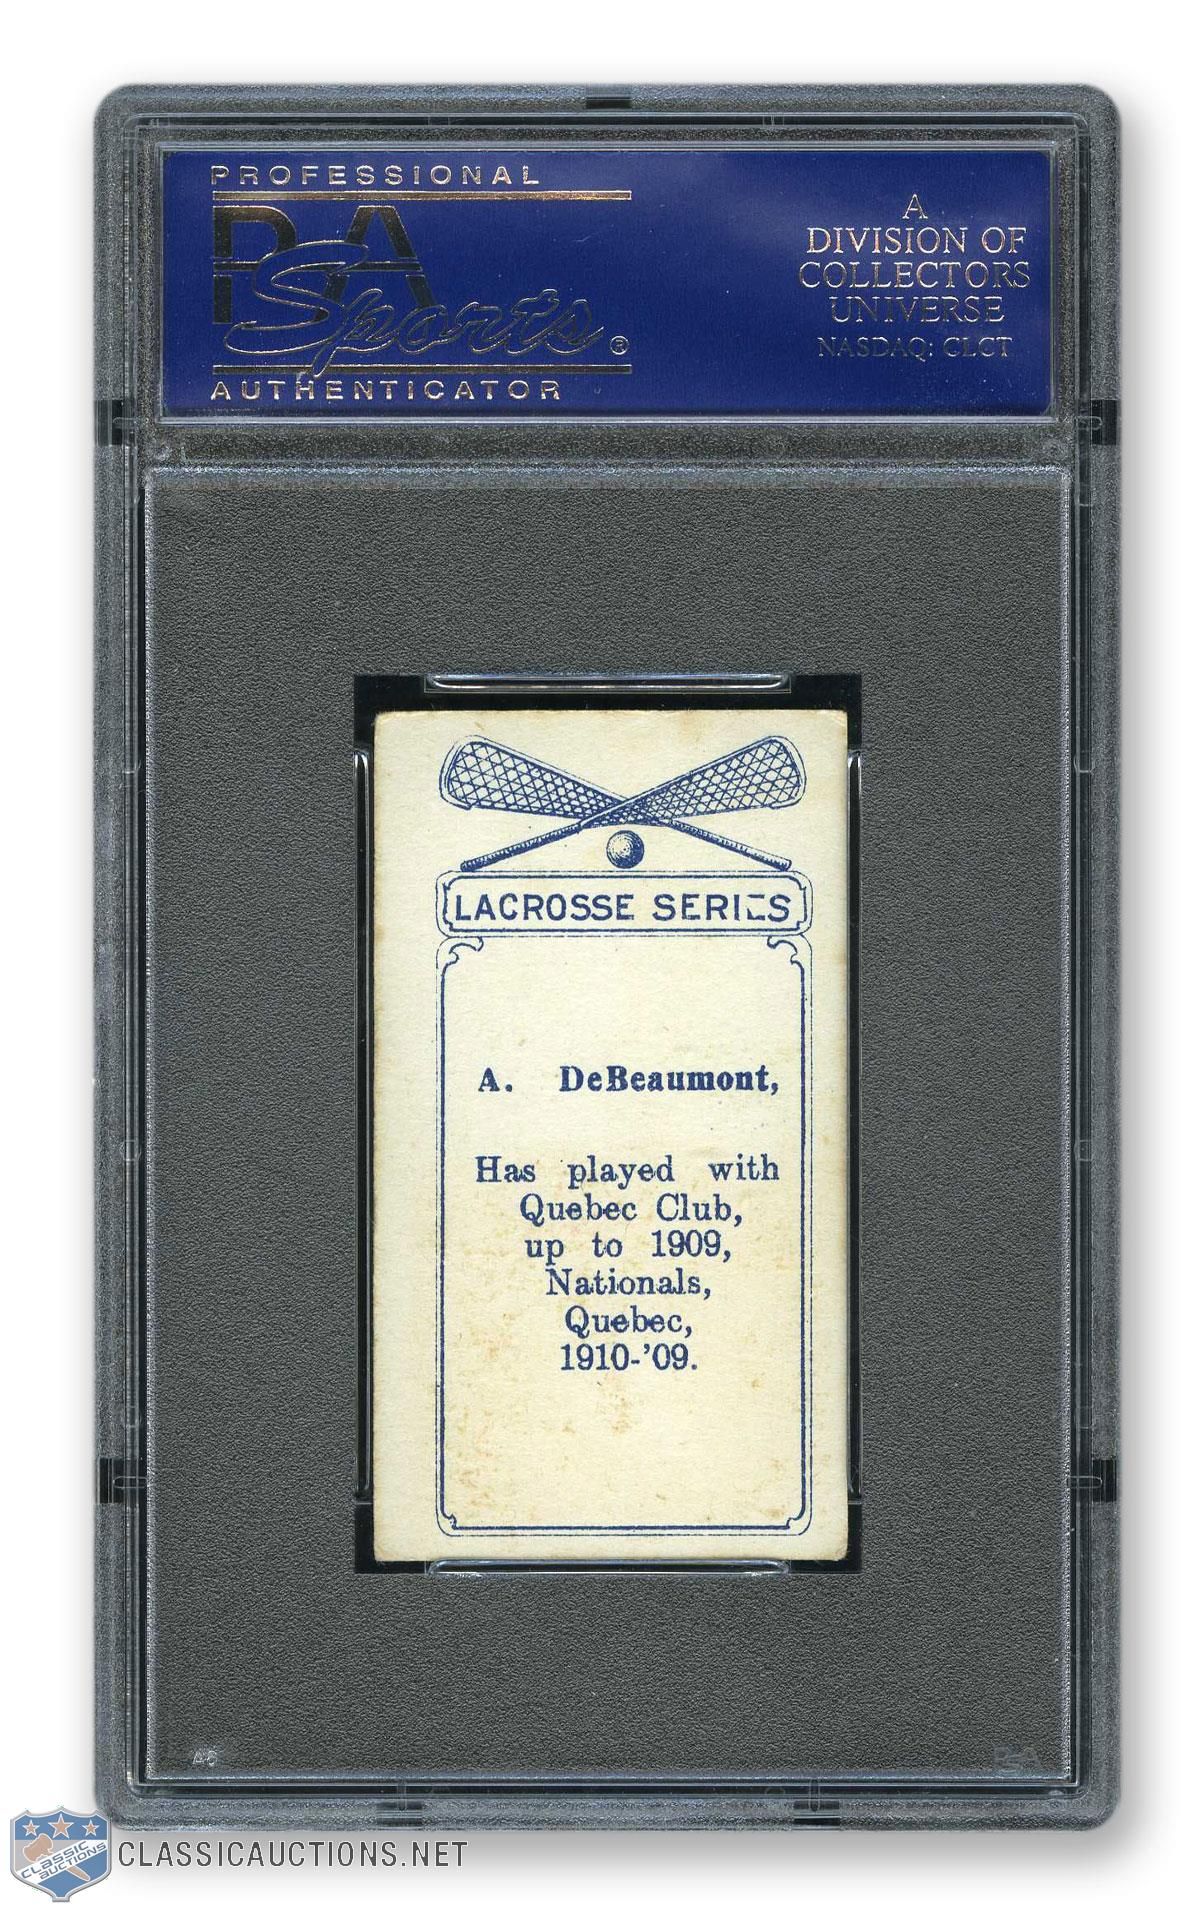 PROFESSIONAL
PSA
Sports ®
AUTHENTICATOR
A
DIVISION OF
COLLECTORS
UNIVERSE
NASDAQ: CLCT
LACROSSE SERIES
A. DeBeaumont,
Has played with
Quebec Club,
up to 1909,
Nationals,
Quebec,
1910-'09.
PSA
CLASSIC
AUCTIONS
CLASSICAUCTIONS.NET